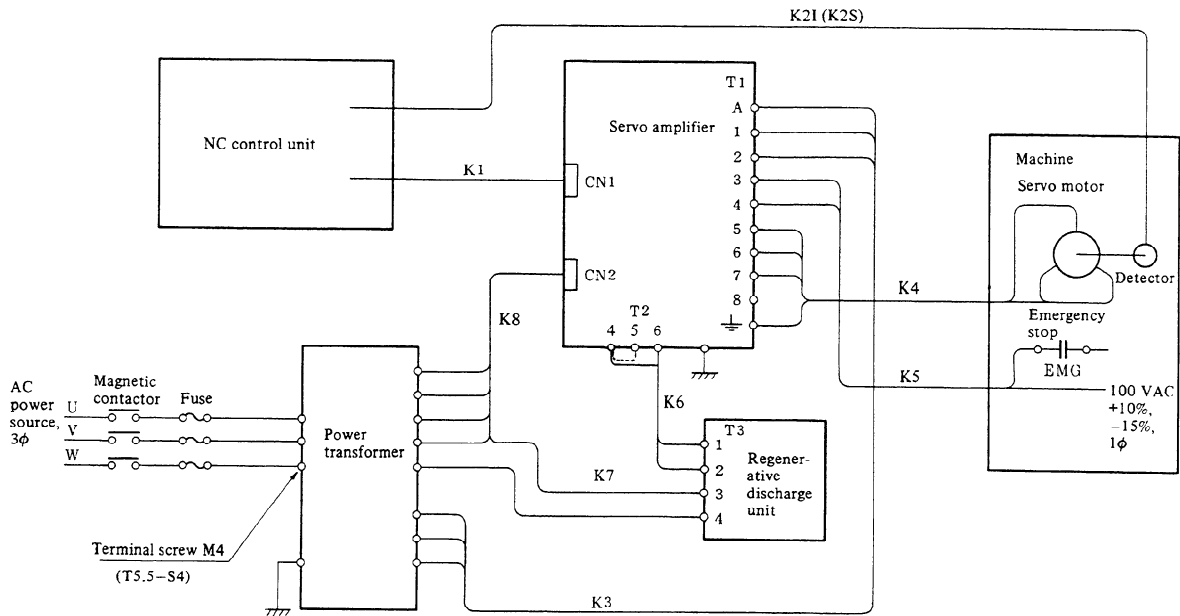 K2I (K2S)
NC control unit
K1
Servo amplifier
T1
A
1
2
3
4
5
6
7
8
CN1
CN2
T2
4 5 6
Machine
Servo motor
Detector
K4
Emergency
stop
EMG
K5
100 VAC
+10%,
−15%,
1ϕ
K8
K6
AC
power
source,
3ϕ
U
V
W
Magnetic
contactor
Fuse
Power
transformer
T3
1
2
3
4
Regener-
ative
discharge
unit
K7
Terminal screw M4
(T5.5−S4)
K3